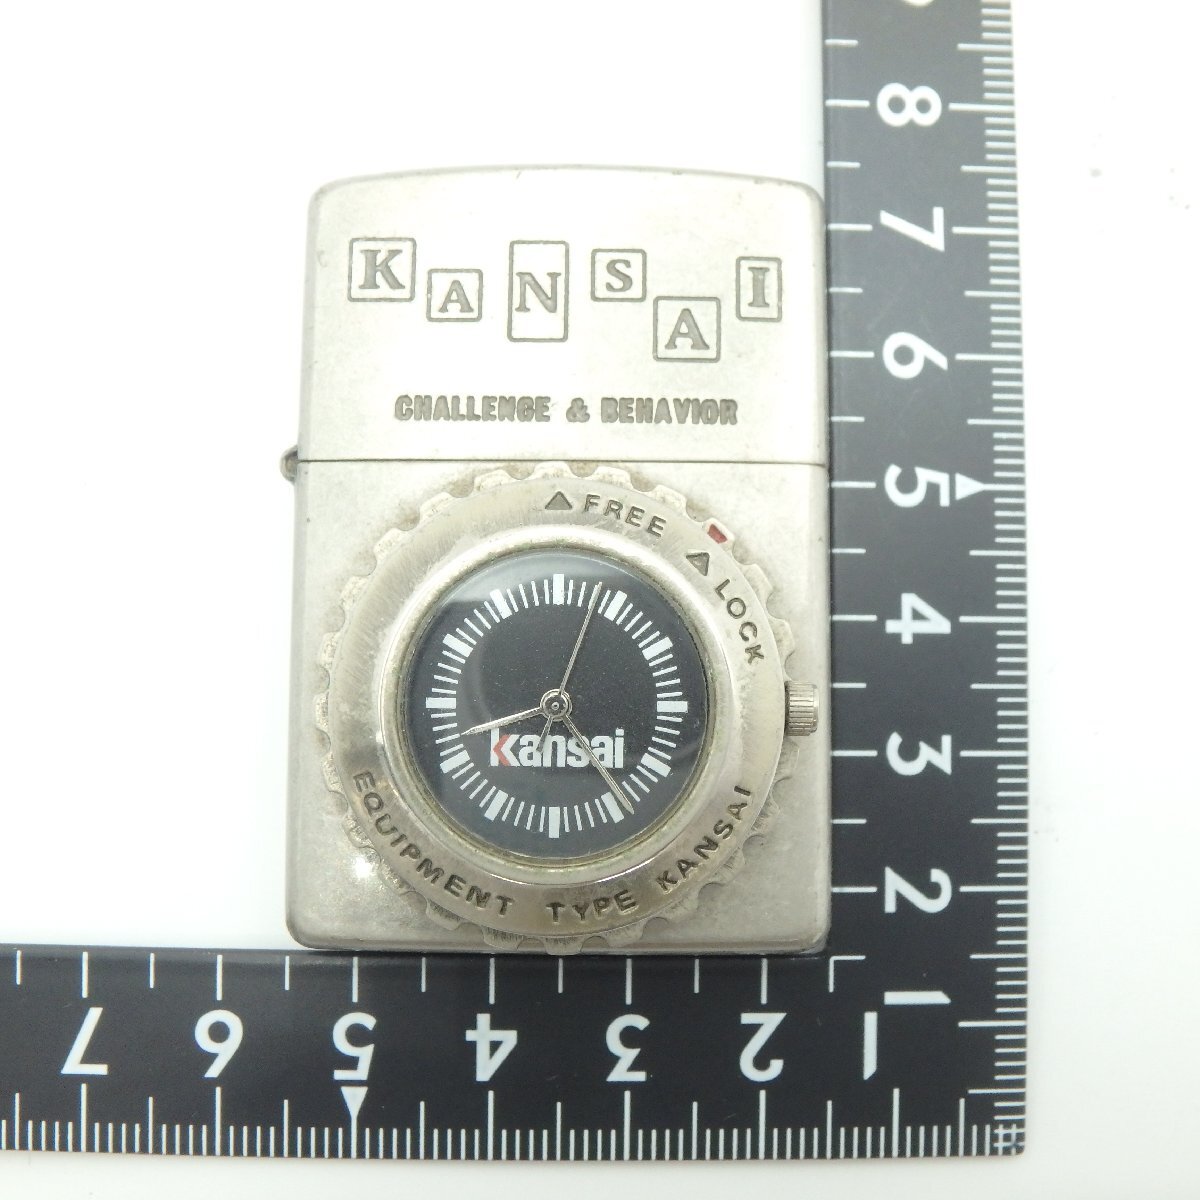 KANSAI
CHALLENGE & BEHAVIOR
▲FREE
▲LOCK
kansai
EQUIPMENT TYPE KANSAI
8
7
6
5
4
3
2
1
7 6 5 4 3 2 1